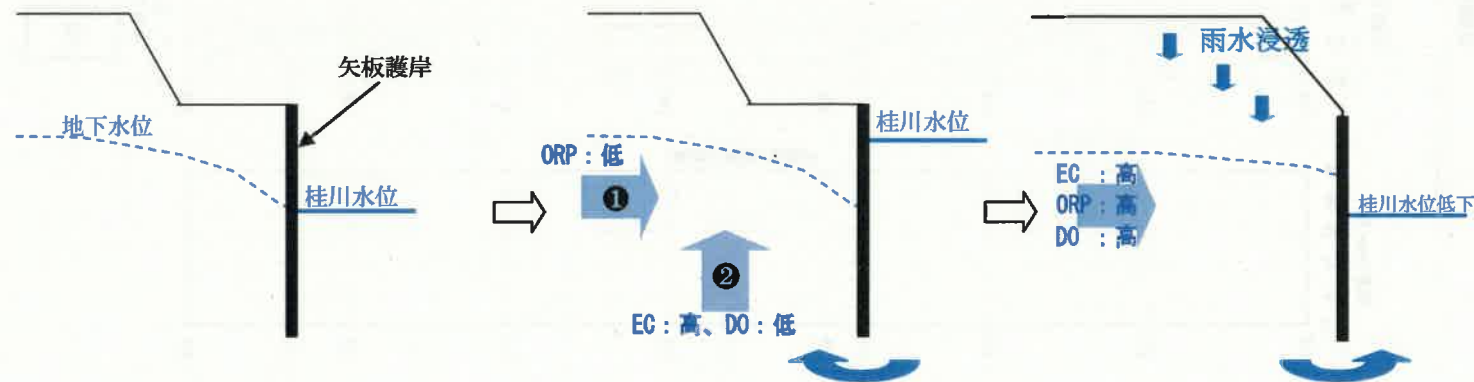 矢板護岸
地下水位
桂川水位
ORP：低
❶
❷
EC：高、DO：低
桂川水位
雨水浸透
EC ：高
ORP：高
DO ：高
桂川水位低下